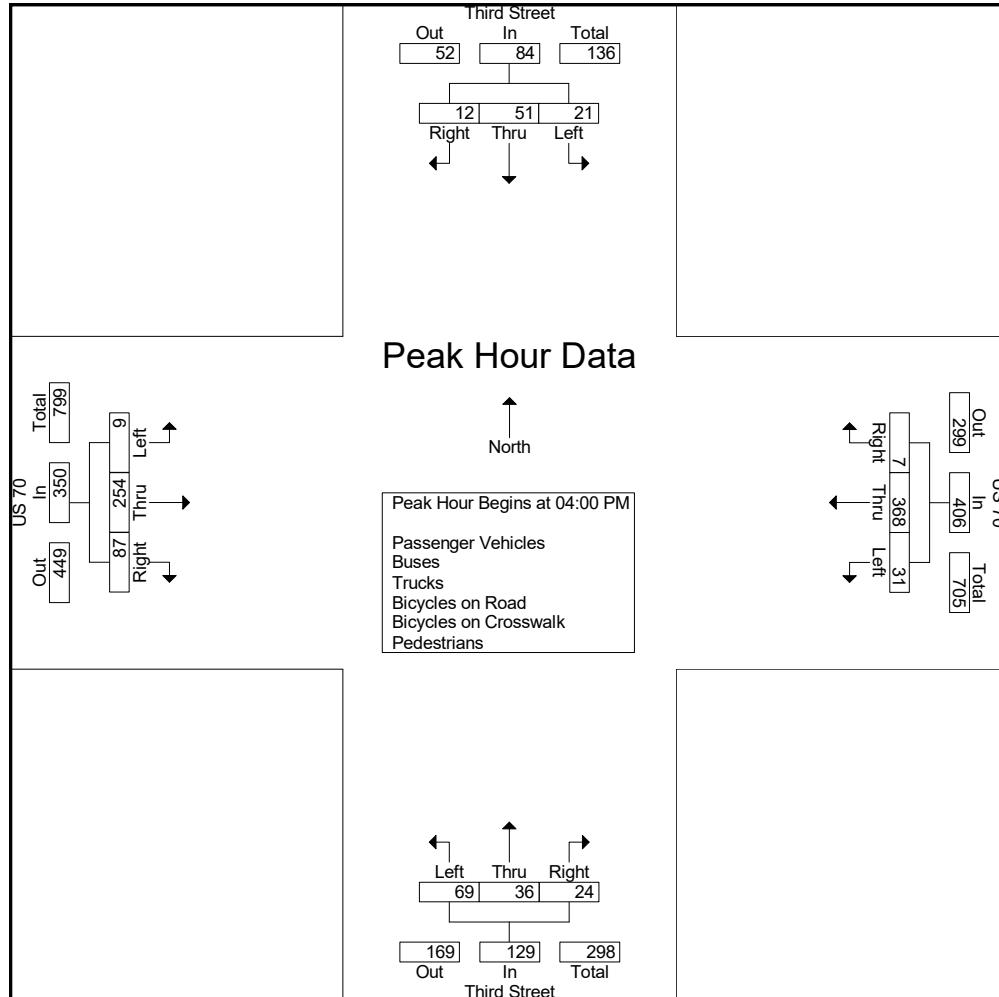 Third Street
Out In Total
52 84 136
12 51 21
Right Thru Left
Peak Hour Data
North
Peak Hour Begins at 04:00 PM
Passenger Vehicles
Buses
Trucks
Bicycles on Road
Bicycles on Crosswalk
Pedestrians
US 70
Out In Total
449 350 799
87 254 9
Right Thru Left
US 70
Out In Total
299 406 705
7 368 31
Right Thru Left
Left Thru Right
69 36 24
169 129 298
Out In Total
Third Street